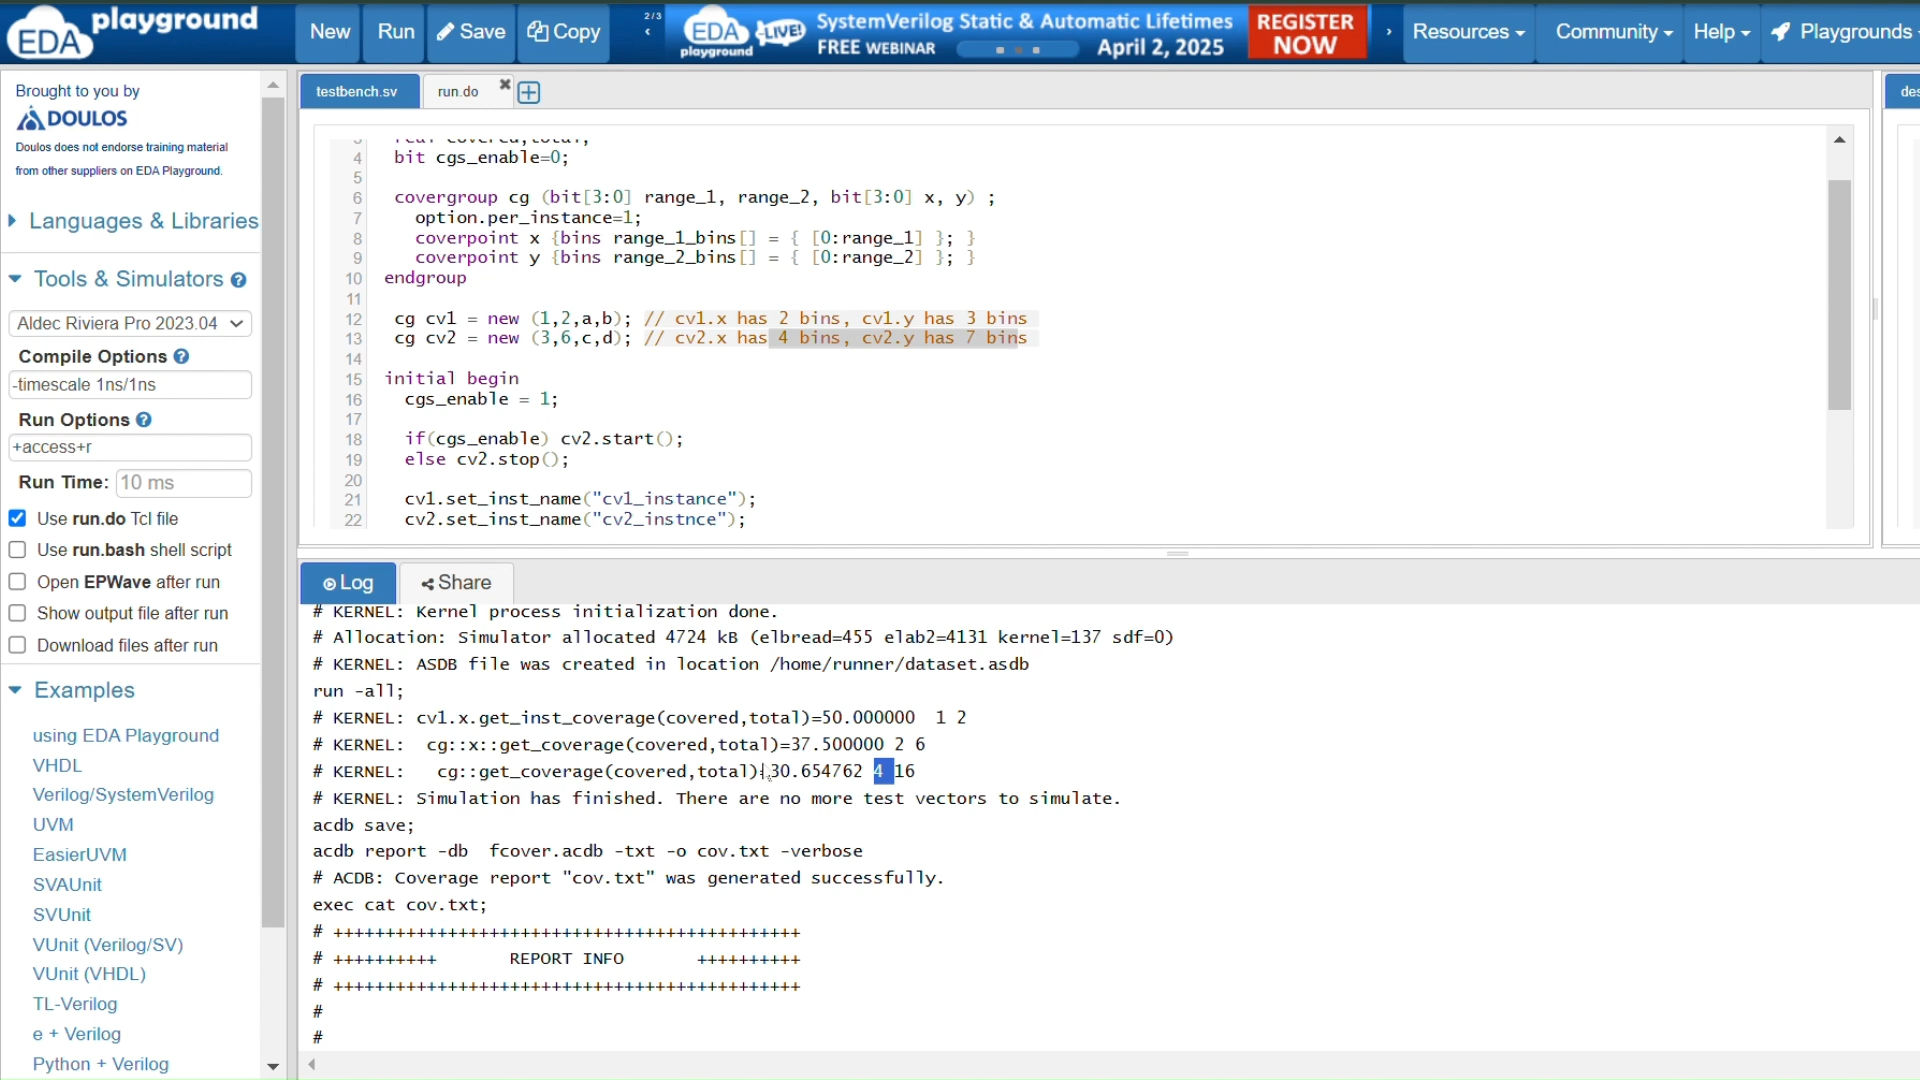 EDA playground
New
Run
Save
Copy
2/3
EDA playground LIVE!
SystemVerilog Static & Automatic Lifetimes
FREE WEBINAR
April 2, 2025
REGISTER NOW
Resources
Community
Help
Playgrounds
Brought to you by
DOULOS
Doulos does not endorse training material
from other suppliers on EDA Playground.
Languages & Libraries
Tools & Simulators
Aldec Riviera Pro 2023.04
Compile Options
-timescale 1ns/1ns
Run Options
+access+r
Run Time: 10 ms
Use run.do Tcl file
Use run.bash shell script
Open EPWave after run
Show output file after run
Download files after run
Examples
using EDA Playground
VHDL
Verilog/SystemVerilog
UVM
EasierUVM
SVAUnit
SVUnit
VUnit (Verilog/SV)
VUnit (VHDL)
TL-Verilog
e + Verilog
Python + Verilog
testbench.sv
run.do
des
4 bit cgs_enable=0;
5
6 covergroup cg (bit[3:0] range_1, range_2, bit[3:0] x, y) ;
7 option.per_instance=1;
8 coverpoint x {bins range_1_bins[] = { [0:range_1] }; }
9 coverpoint y {bins range_2_bins[] = { [0:range_2] }; }
10 endgroup
11
12 cg cv1 = new (1,2,a,b); // cv1.x has 2 bins, cv1.y has 3 bins
13 cg cv2 = new (3,6,c,d); // cv2.x has 4 bins, cv2.y has 7 bins
14
15 initial begin
16 cgs_enable = 1;
17
18 if(cgs_enable) cv2.start();
19 else cv2.stop();
20
21 cv1.set_inst_name("cv1_instance");
22 cv2.set_inst_name("cv2_instnce");
Log
Share
# KERNEL: Kernel process initialization done.
# Allocation: Simulator allocated 4724 kB (elbread=455 elab2=4131 kernel=137 sdf=0)
# KERNEL: ASDB file was created in location /home/runner/dataset.asdb
run -all;
# KERNEL: cv1.x.get_inst_coverage(covered,total)=50.000000 1 2
# KERNEL: cg::x::get_coverage(covered,total)=37.500000 2 6
# KERNEL: cg::get_coverage(covered,total)=30.654762 4 16
# KERNEL: Simulation has finished. There are no more test vectors to simulate.
acdb save;
acdb report -db fcover.acdb -txt -o cov.txt -verbose
# ACDB: Coverage report "cov.txt" was generated successfully.
exec cat cov.txt;
# +++++++++++++++++++++++++++++++++++++++++++++
# ++++++++++ REPORT INFO ++++++++++
# +++++++++++++++++++++++++++++++++++++++++++++
#
#